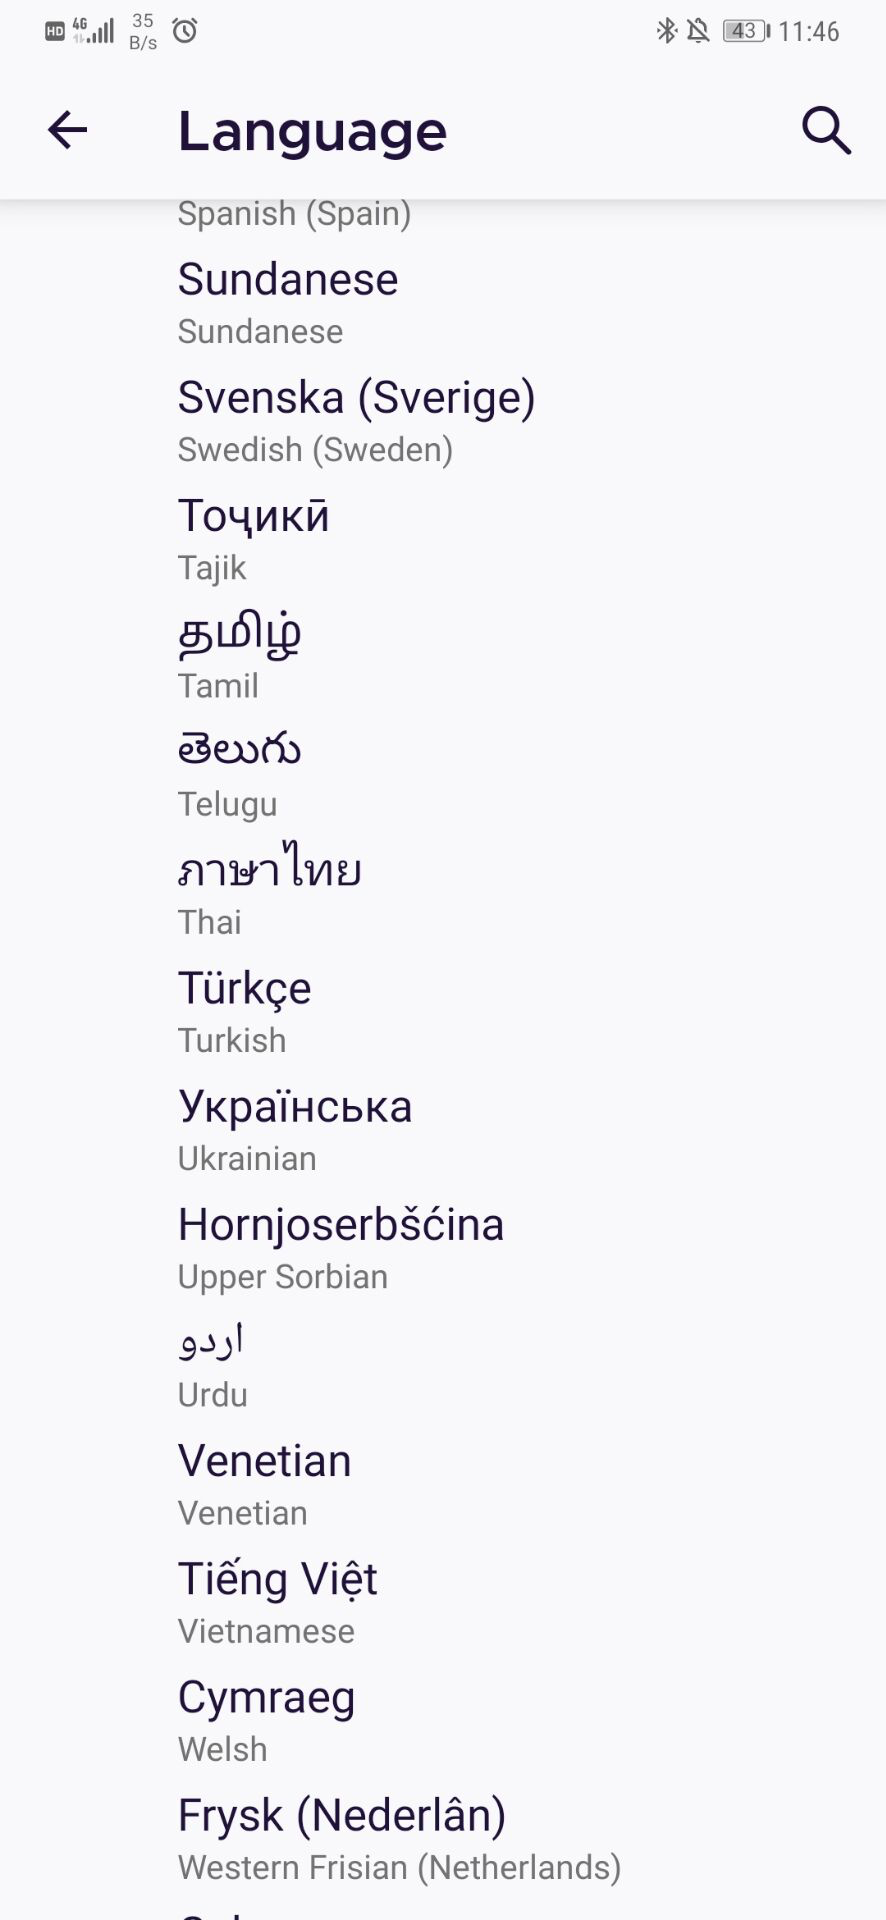 HD 4G 35 B/s 43 11:46
Language
Spanish (Spain)
Sundanese
Sundanese
Svenska (Sverige)
Swedish (Sweden)
Тоҷикӣ
Tajik
தமிழ்
Tamil
తెలుగు
Telugu
ภาษาไทย
Thai
Türkçe
Turkish
Українська
Ukrainian
Hornjoserbšćina
Upper Sorbian
اردو
Urdu
Venetian
Venetian
Tiếng Việt
Vietnamese
Cymraeg
Welsh
Frysk (Nederlân)
Western Frisian (Netherlands)